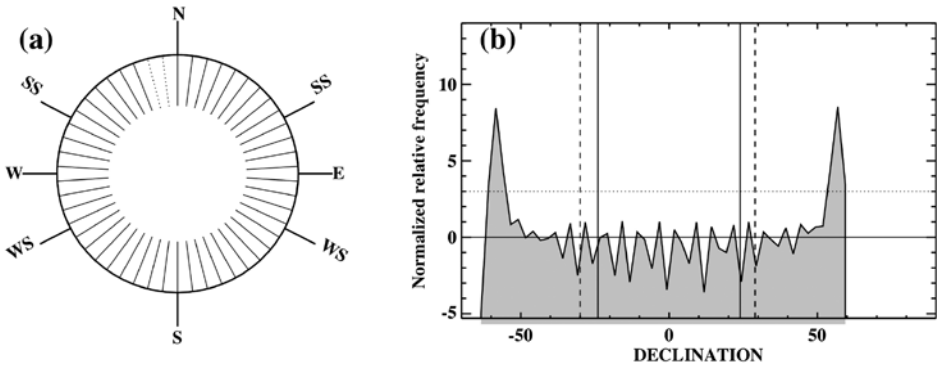 (a)
N
SS
SS
W
E
WS
WS
S
(b)
Normalized relative frequency
10
5
0
-5
-50
0
50
DECLINATION